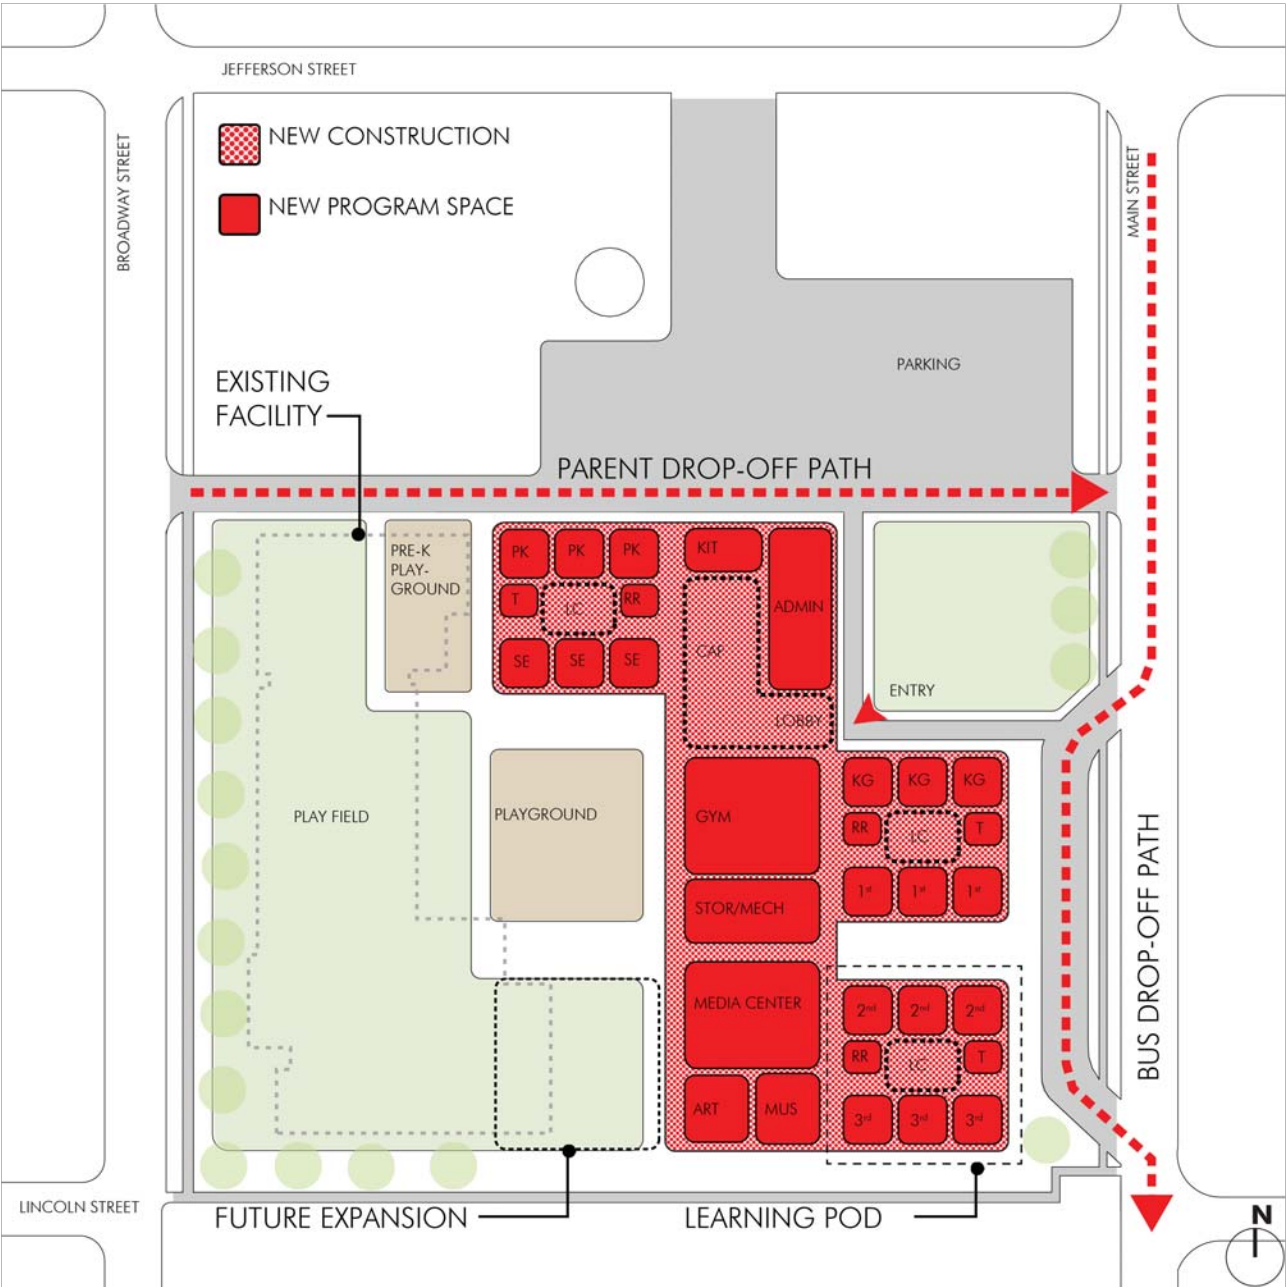 JEFFERSON STREET
BROADWAY STREET
MAIN STREET
NEW CONSTRUCTION
NEW PROGRAM SPACE
PARKING
EXISTING
FACILITY
PARENT DROP-OFF PATH
PRE-K
PLAY-
GROUND
PK
PK
PK
KIT
T
LC
RR
ADMIN
SE
SE
SE
CAF
LOBBY
ENTRY
PLAY FIELD
PLAYGROUND
GYM
KG
KG
KG
RR
LC
T
1st
1st
1st
STOR/MECH
BUS DROP-OFF PATH
MEDIA CENTER
2nd
2nd
2nd
RR
LC
T
ART
MUS
3rd
3rd
3rd
LINCOLN STREET
FUTURE EXPANSION
LEARNING POD
N